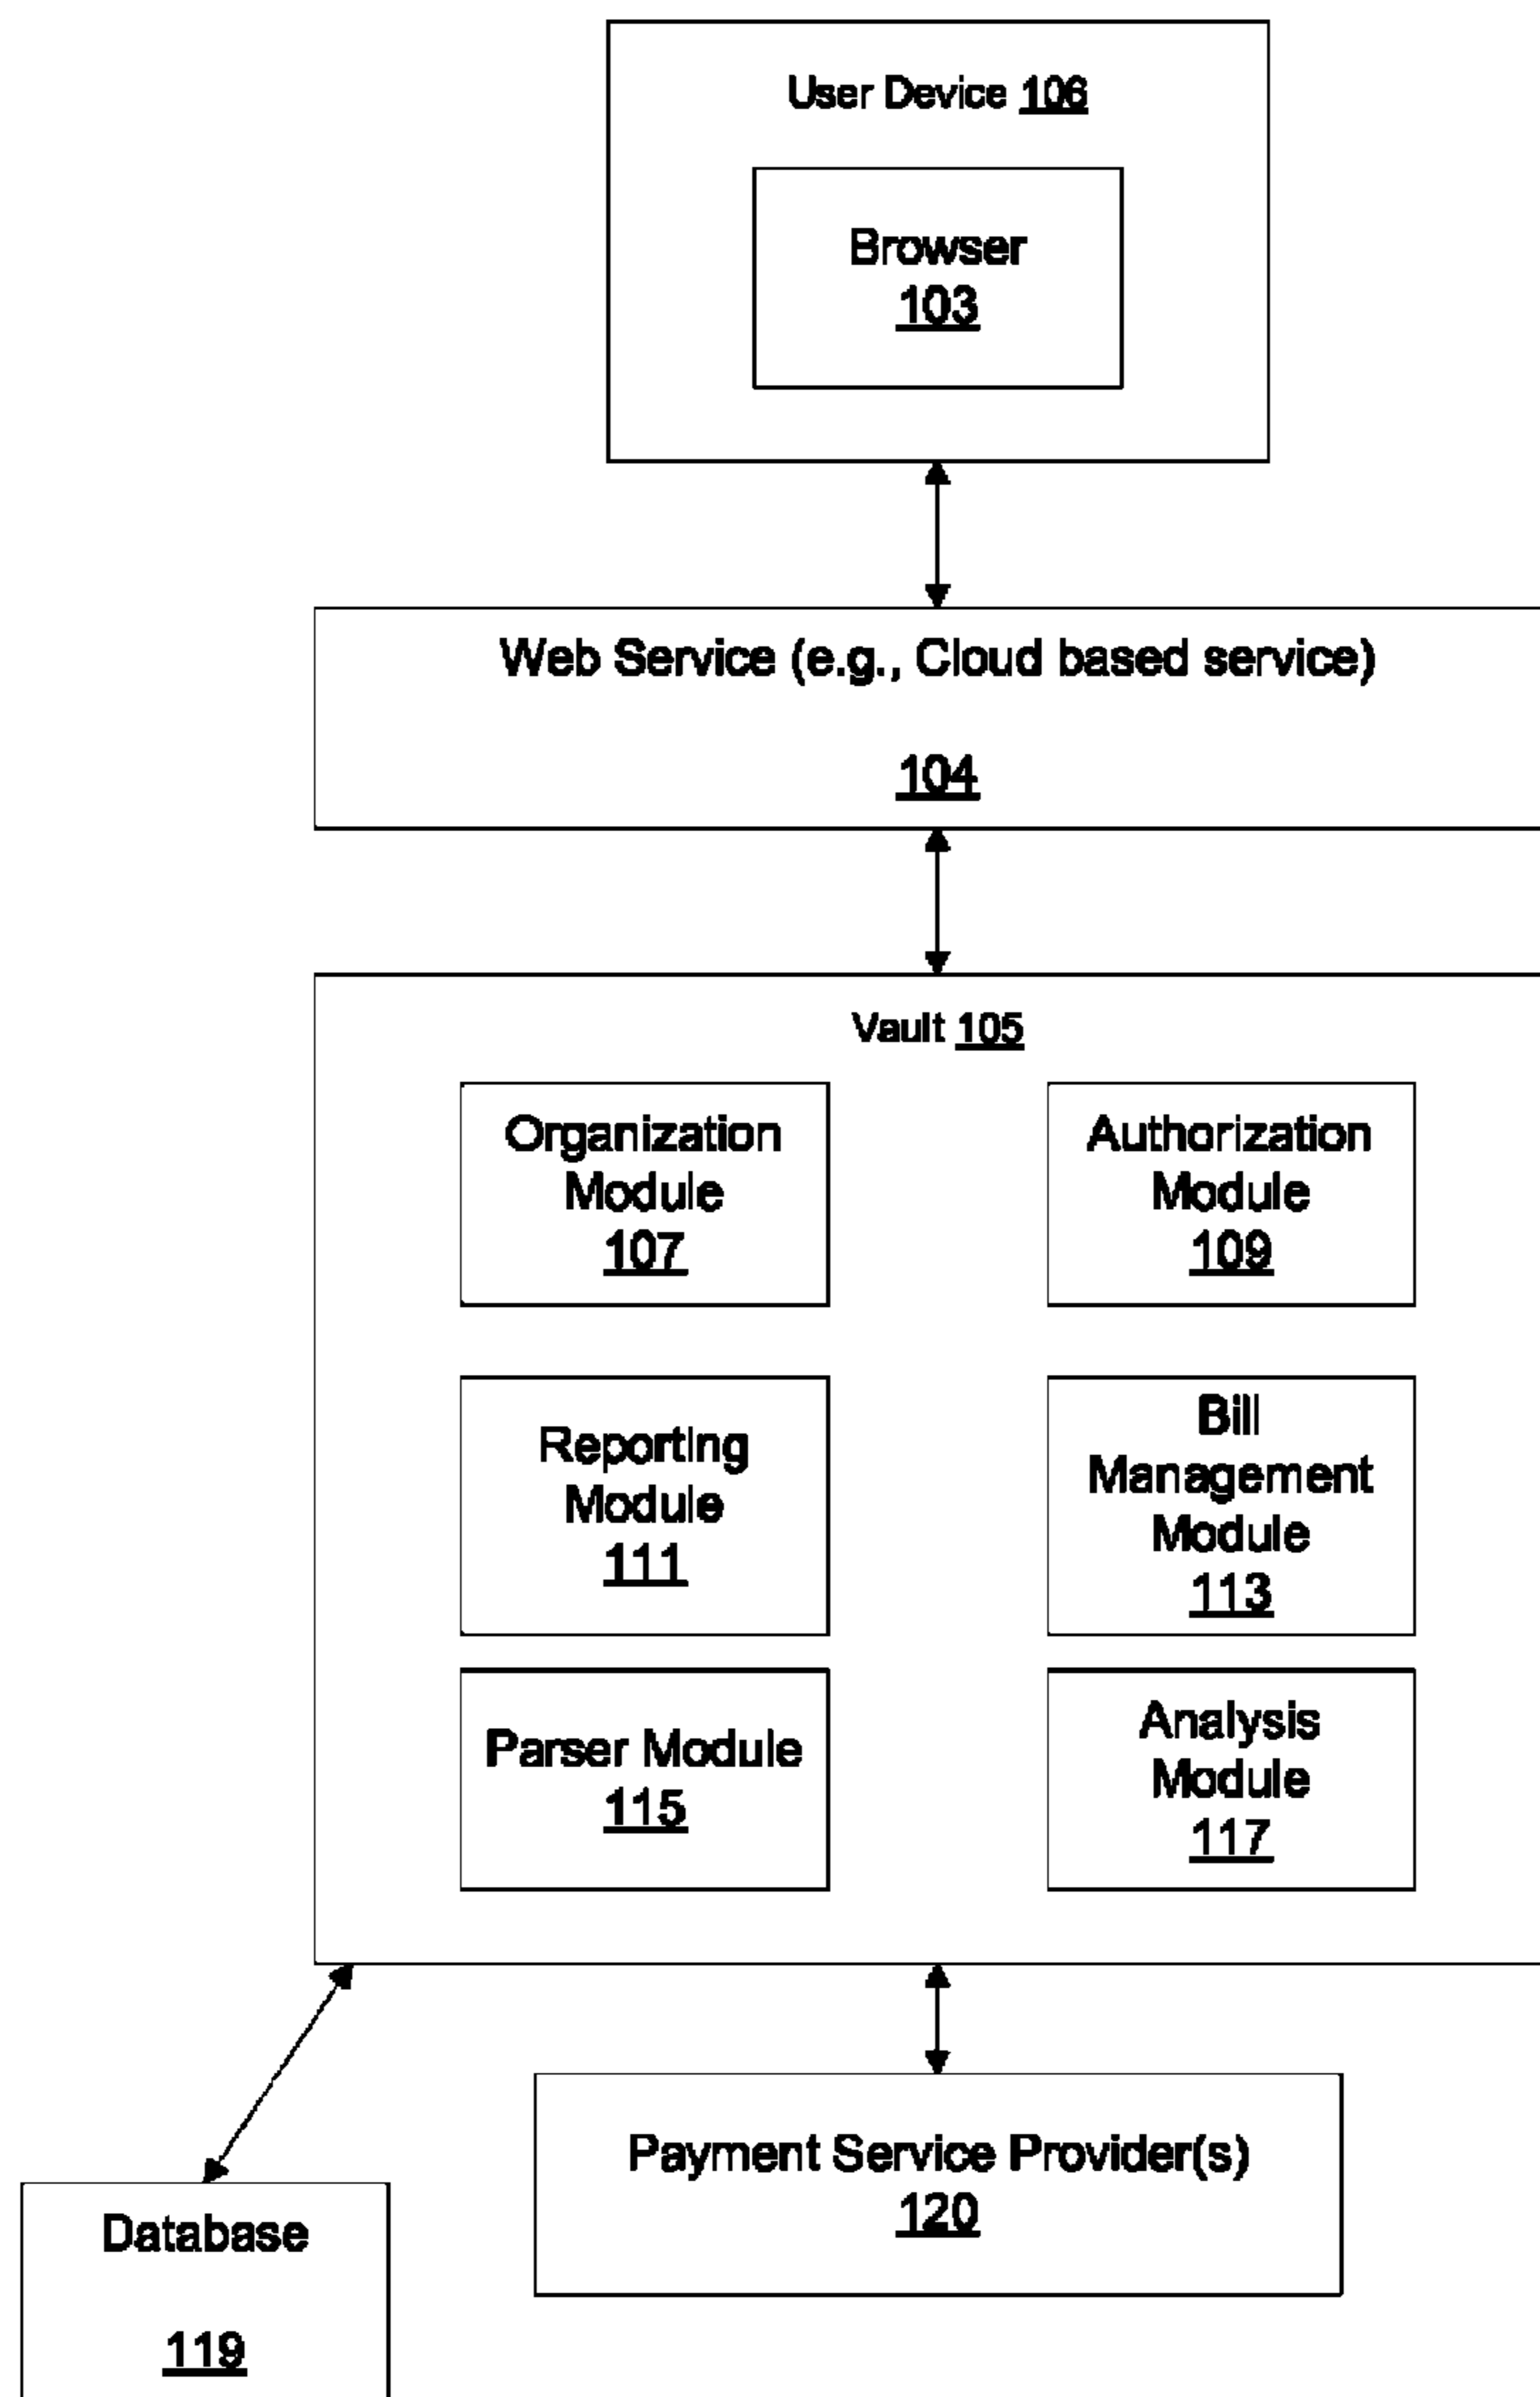 User Device 106
Browser
103
Web Service (e.g., Cloud based service)
104
Vault 105
Organization
Module
107
Authorization
Module
109
Reporting
Module
111
Bill
Management
Module
113
Parser Module
115
Analysis
Module
117
Payment Service Provider(s)
120
Database
119